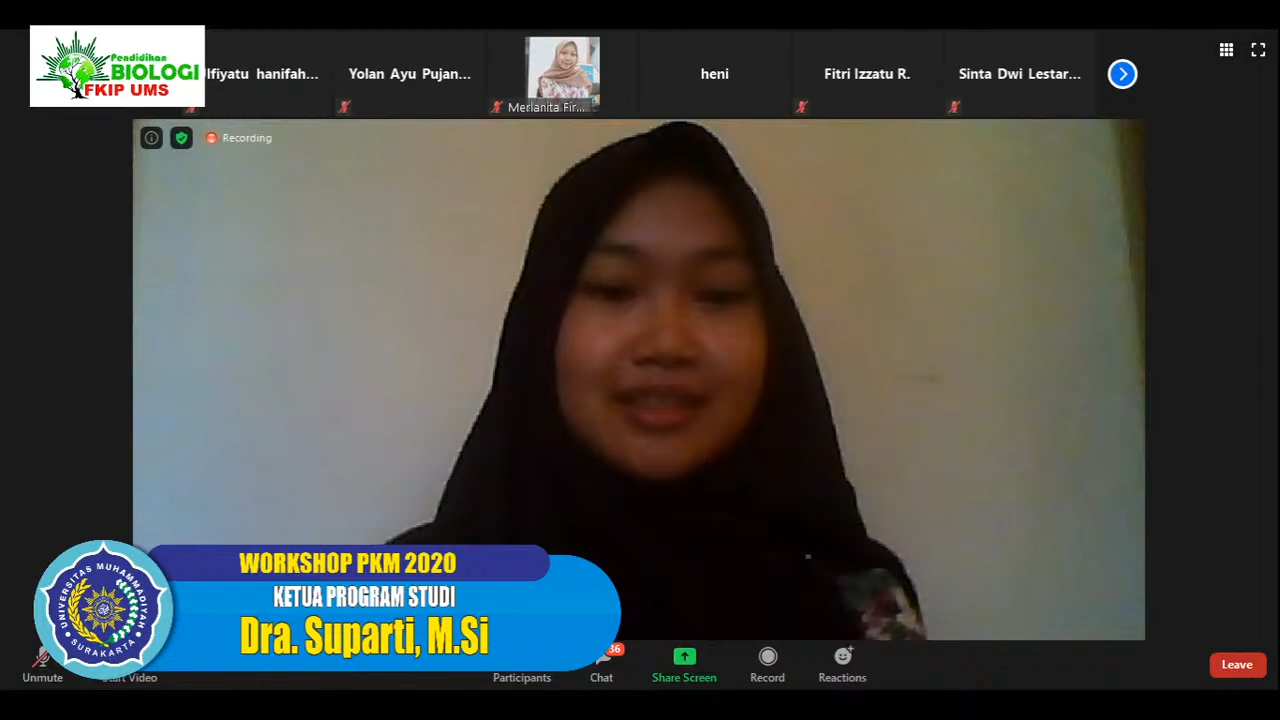 Pendidikan
BIOLOGI
FKIP UMS
lfiyatu hanifah...
Yolan Ayu Pujan...
Merlanita Fir...
heni
Fitri Izzatu R.
Sinta Dwi Lestar...
Recording
WORKSHOP PKM 2020
KETUA PROGRAM STUDI
Dra. Suparti, M.Si
UNIVERSITAS MUHAMMADIYAH
SURAKARTA
Unmute
Start Video
Participants
36
Chat
Share Screen
Record
Reactions
Leave